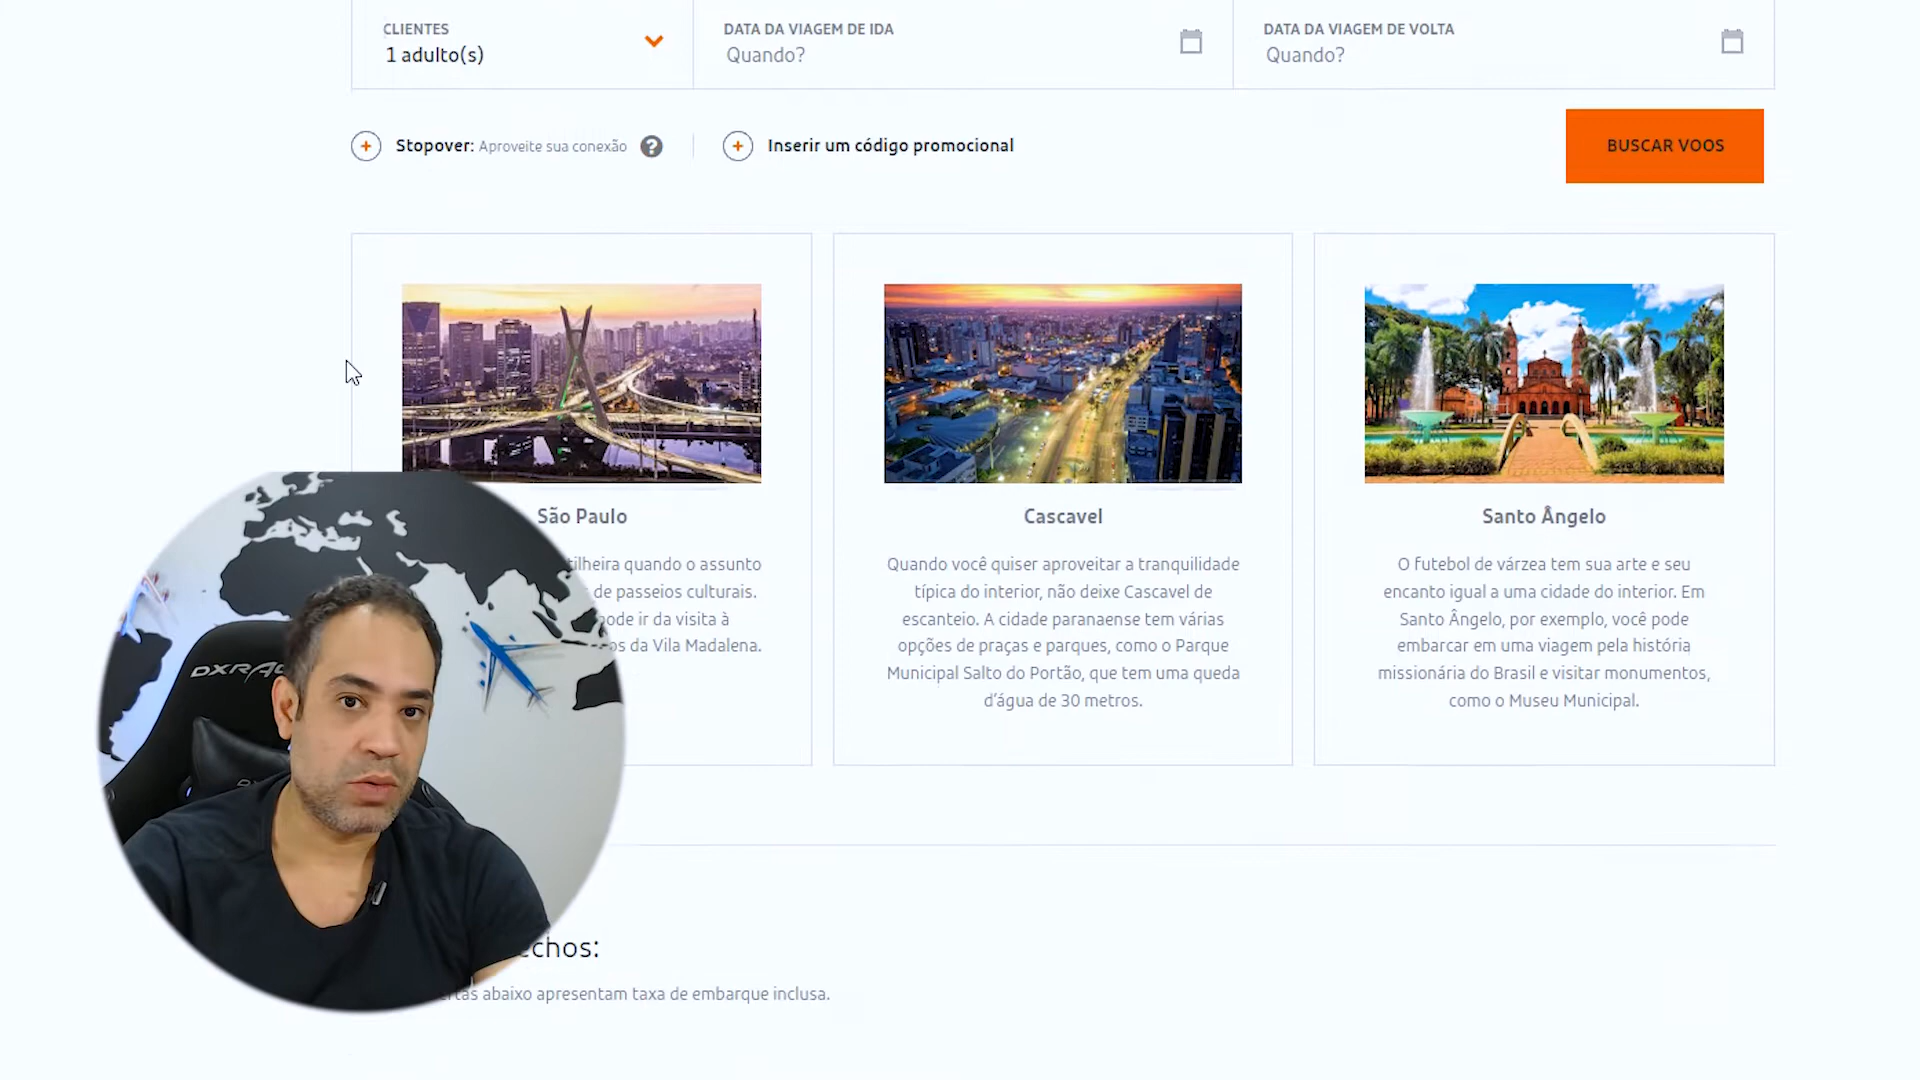 CLIENTES
1 adulto(s)
DATA DA VIAGEM DE IDA
Quando?
DATA DA VIAGEM DE VOLTA
Quando?
Stopover: Aproveite sua conexão
?
Inserir um código promocional
BUSCAR VOOS
São Paulo
quando o assunto
de passeios culturais.
ir da visita à
da Vila Madalena.
Cascavel
Quando você quiser aproveitar a tranquilidade
típica do interior, não deixe Cascavel de
escanteio. A cidade paranaense tem várias
opções de praças e parques, como o Parque
Municipal Salto do Portão, que tem uma queda
d'água de 30 metros.
Santo Ângelo
O futebol de várzea tem sua arte e seu
encanto igual a uma cidade do interior. Em
Santo Ângelo, por exemplo, você pode
embarcar em uma viagem pela história
missionária do Brasil e visitar monumentos,
como o Museu Municipal.
abaixo apresentam taxa de embarque inclusa.